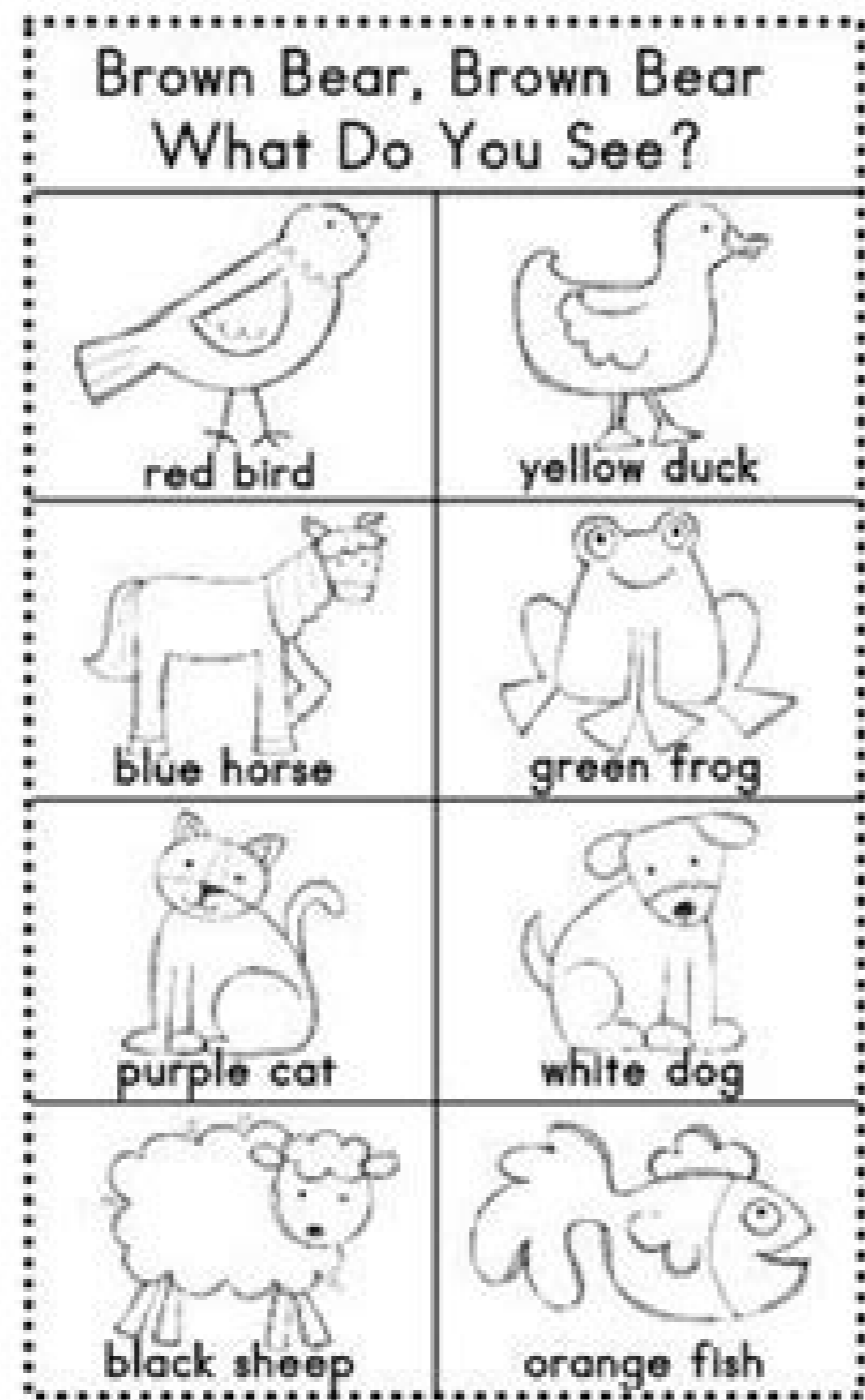 Brown Bear, Brown Bear
What Do You See?
red bird
yellow duck
blue horse
green frog
purple cat
white dog
black sheep
orange fish